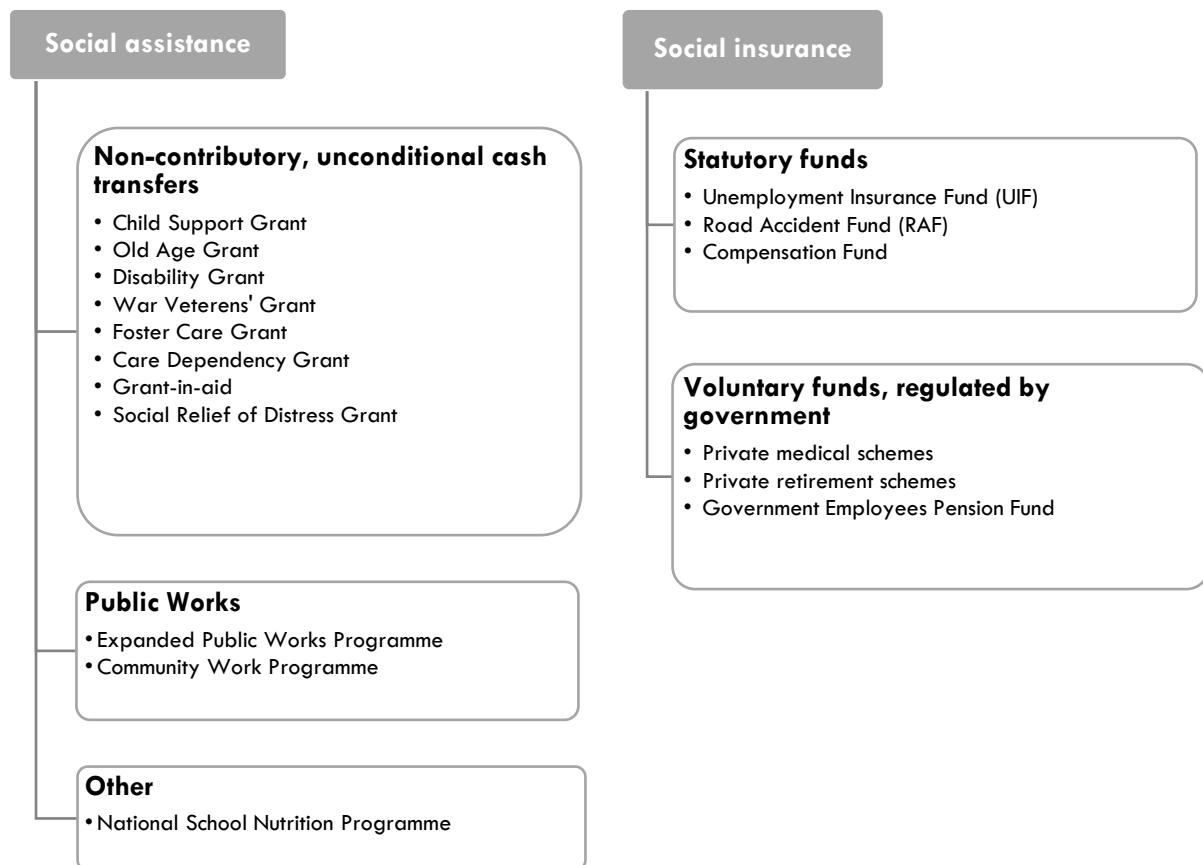 Social assistance
Non-contributory, unconditional cash
transfers
• Child Support Grant
• Old Age Grant
• Disability Grant
• War Veterens' Grant
• Foster Care Grant
• Care Dependency Grant
• Grant-in-aid
• Social Relief of Distress Grant
Public Works
• Expanded Public Works Programme
• Community Work Programme
Other
• National School Nutrition Programme
Social insurance
Statutory funds
• Unemployment Insurance Fund (UIF)
• Road Accident Fund (RAF)
• Compensation Fund
Voluntary funds, regulated by
government
• Private medical schemes
• Private retirement schemes
• Government Employees Pension Fund